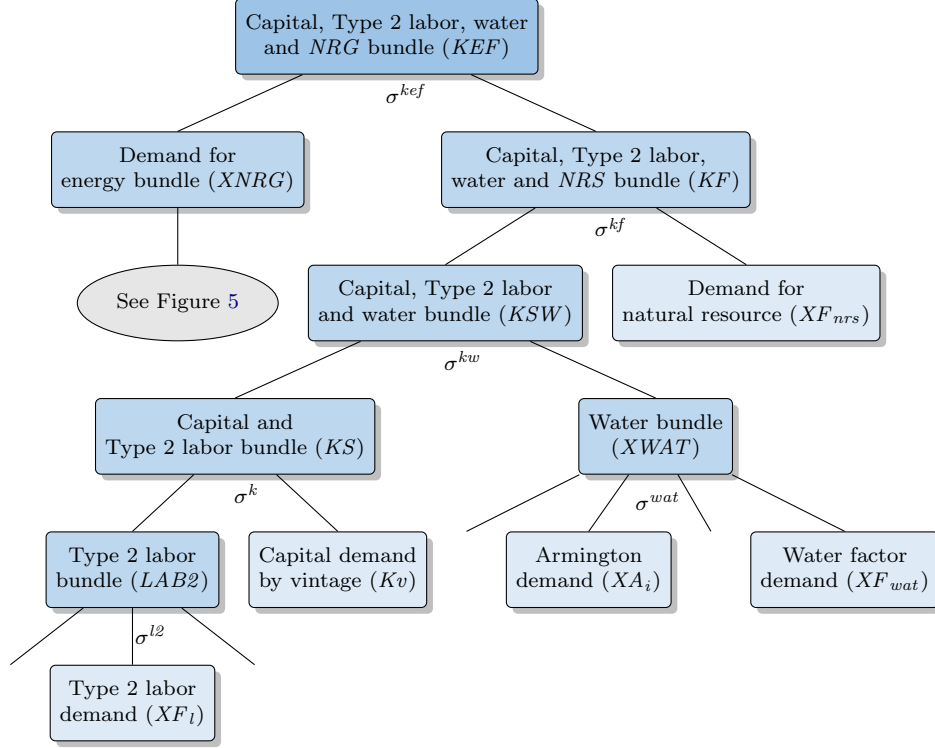 Capital, Type 2 labor, water
and NRG bundle (KEF)
σ^kef
Demand for
energy bundle (XNRG)
Capital, Type 2 labor,
water and NRS bundle (KF)
σ^kf
See Figure 5
Capital, Type 2 labor
and water bundle (KSW)
Demand for
natural resource (XF_nrs)
σ^kw
Capital and
Type 2 labor bundle (KS)
Water bundle
(XWAT)
σ^k
σ^wat
Type 2 labor
bundle (LAB2)
Capital demand
by vintage (Kv)
Armington
demand (XA_i)
Water factor
demand (XF_wat)
σ^l2
Type 2 labor
demand (XF_l)